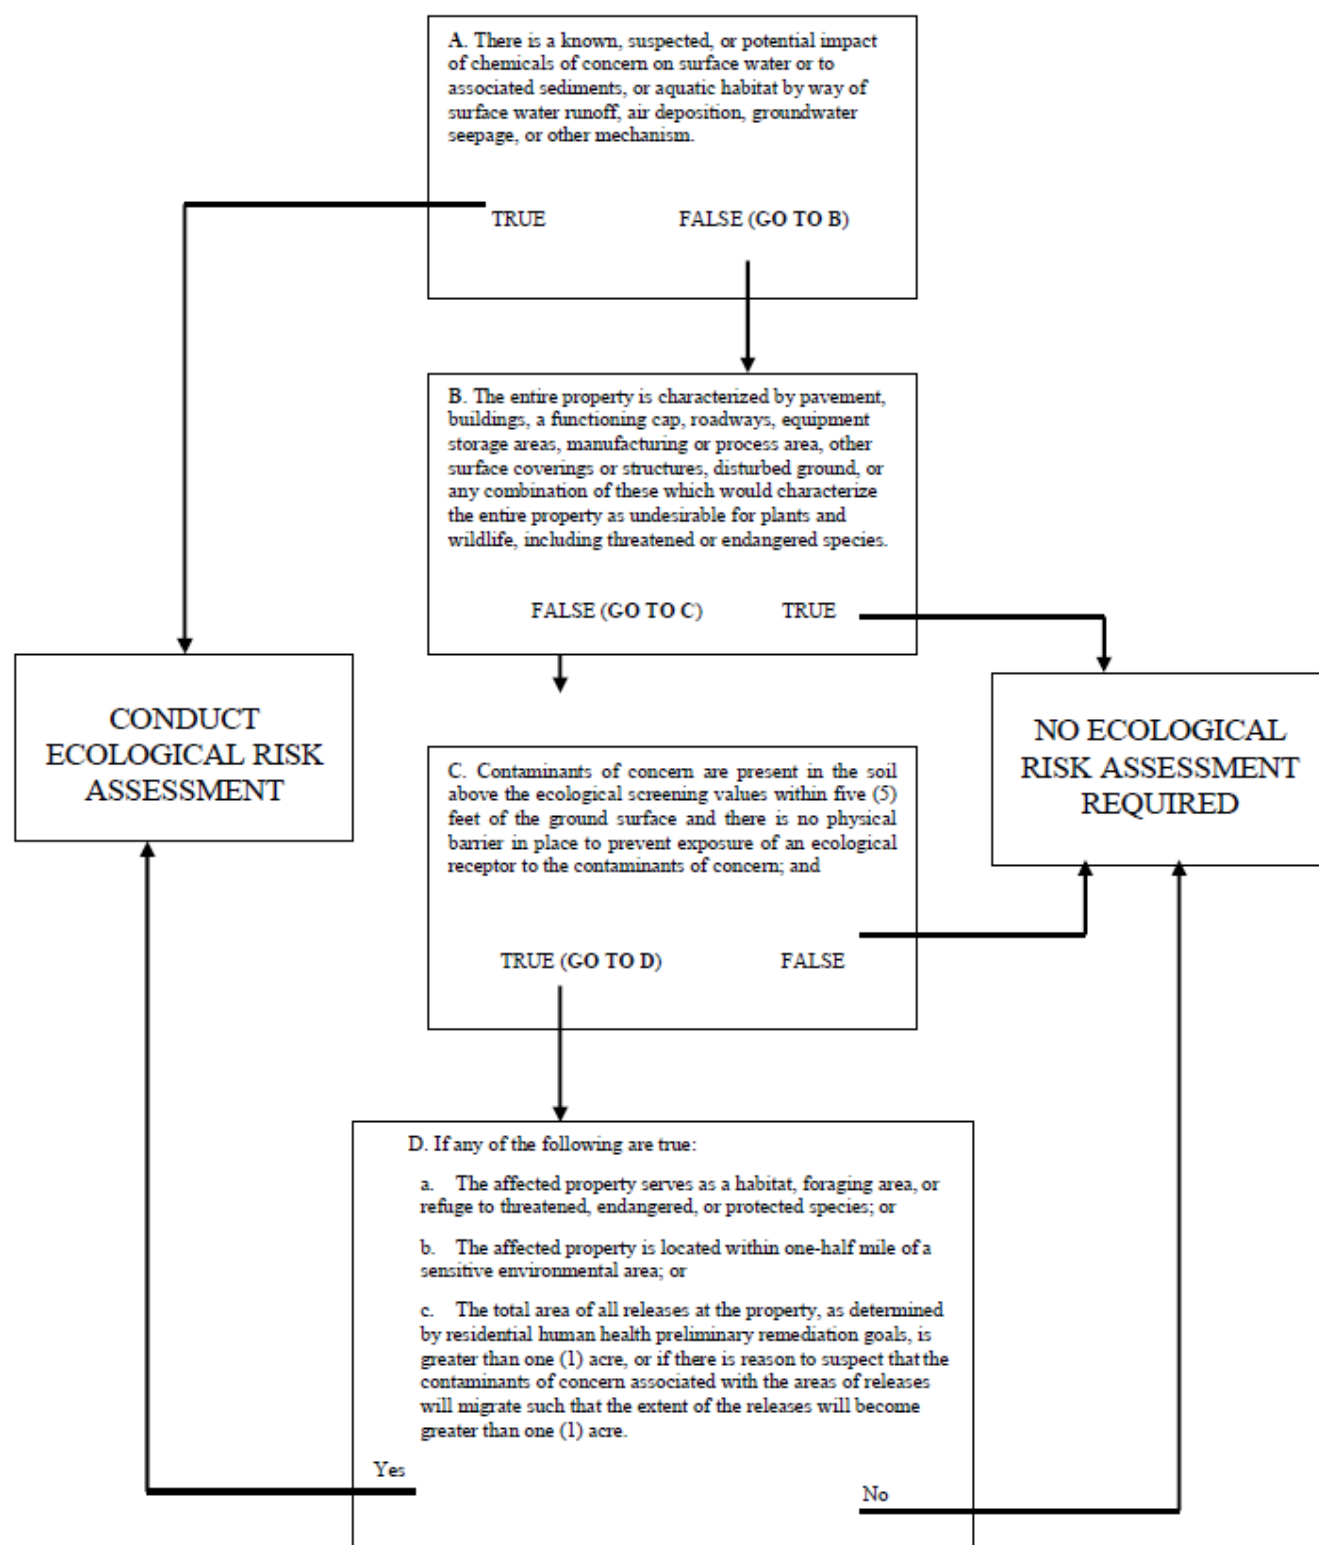 A. There is a known, suspected, or potential impact
of chemicals of concern on surface water or to
associated sediments, or aquatic habitat by way of
surface water runoff, air deposition, groundwater
seepage, or other mechanism.
TRUE FALSE (GO TO B)
B. The entire property is characterized by pavement,
buildings, a functioning cap, roadways, equipment
storage areas, manufacturing or process area, other
surface coverings or structures, disturbed ground, or
any combination of these which would characterize
the entire property as undesirable for plants and
wildlife, including threatened or endangered species.
FALSE (GO TO C) TRUE
CONDUCT
ECOLOGICAL RISK
ASSESSMENT
NO ECOLOGICAL
RISK ASSESSMENT
REQUIRED
C. Contaminants of concern are present in the soil
above the ecological screening values within five (5)
feet of the ground surface and there is no physical
barrier in place to prevent exposure of an ecological
receptor to the contaminants of concern; and
TRUE (GO TO D) FALSE
D. If any of the following are true:
a. The affected property serves as a habitat, foraging area, or
refuge to threatened, endangered, or protected species; or
b. The affected property is located within one-half mile of a
sensitive environmental area; or
c. The total area of all releases at the property, as determined
by residential human health preliminary remediation goals, is
greater than one (1) acre, or if there is reason to suspect that the
contaminants of concern associated with the areas of releases
will migrate such that the extent of the releases will become
greater than one (1) acre.
Yes
No